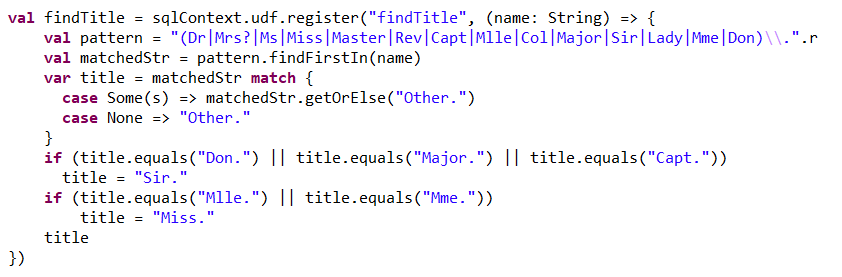 val findTitle = sqlContext.udf.register("findTitle", (name: String) => {
    val pattern = "(Dr|Mrs?|Ms|Miss|Master|Rev|Capt|Mlle|Col|Major|Sir|Lady|Mme|Don)\\.".r
    val matchedStr = pattern.findFirstIn(name)
    var title = matchedStr match {
      case Some(s) => matchedStr.getOrElse("Other.")
      case None => "Other."
    }
    if (title.equals("Don.") || title.equals("Major.") || title.equals("Capt."))
      title = "Sir."
    if (title.equals("Mlle.") || title.equals("Mme."))
        title = "Miss."
    title
})